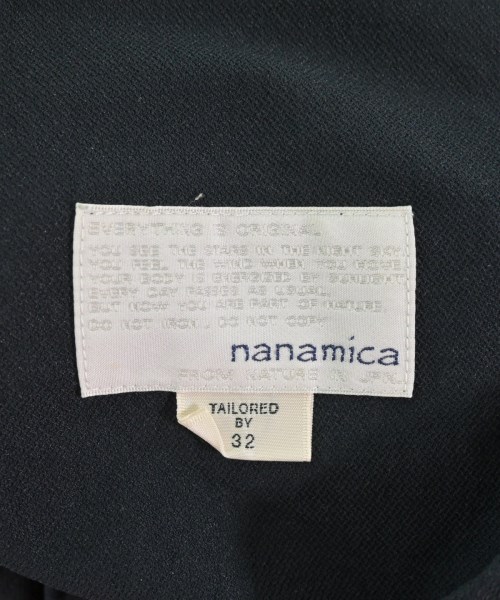 EVERYTHING IS ORIGINAL
YOU SEE THE STARS IN THE NIGHT SKY.
YOU FEEL THE WIND WHEN YOU MOVE.
YOUR BODY IS ENERGISED BY SUNLIGHT.
EVERY DAY PASSES AS USUAL.
BUT NOW YOU ARE PART OF NATURE.
DO NOT IRON, DO NOT COPY.
nanamica
FROM NATURE IN JPN.
TAILORED
BY
32